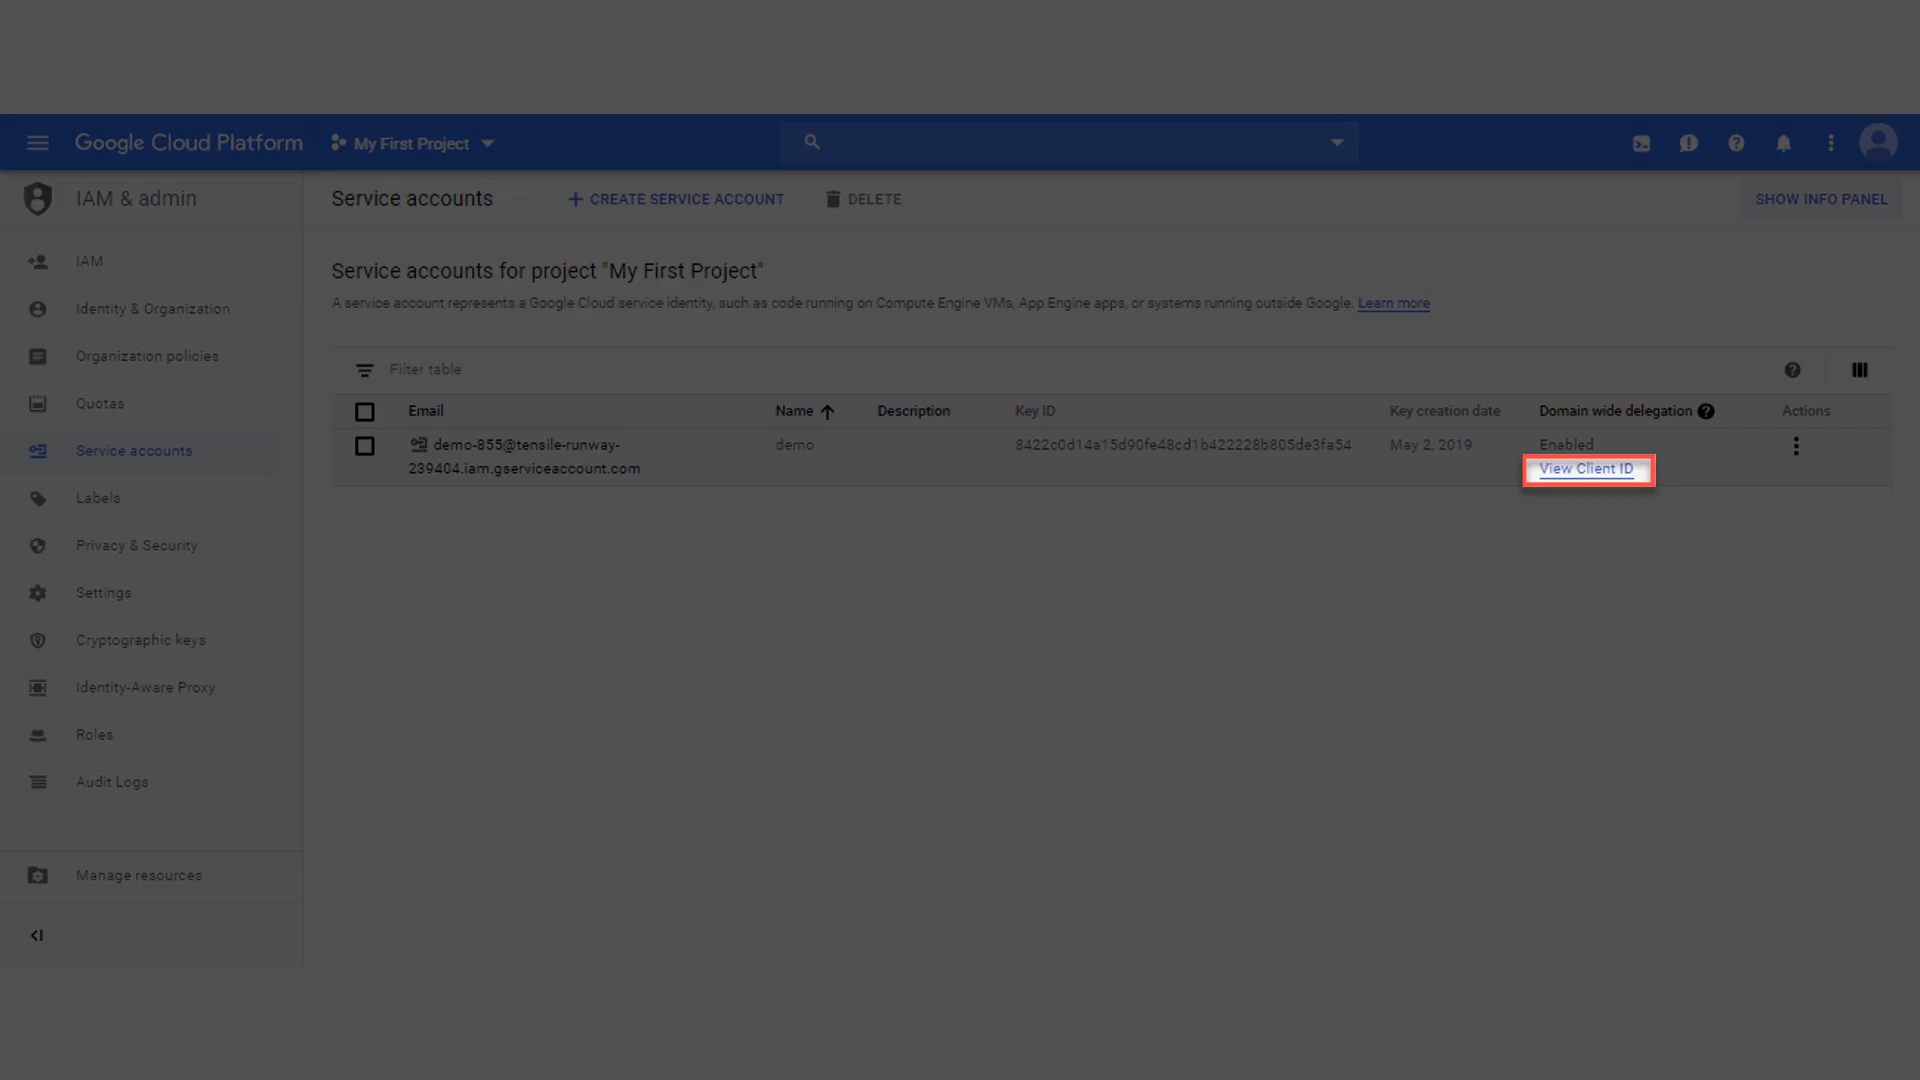 Google Cloud Platform
My First Project
IAM & admin
Service accounts
CREATE SERVICE ACCOUNT
DELETE
SHOW INFO PANEL
IAM
Identity & Organization
Organization policies
Quotas
Service accounts
Labels
Privacy & Security
Settings
Cryptographic keys
Identity-Aware Proxy
Roles
Audit Logs
Manage resources
Service accounts for project "My First Project"
A service account represents a Google Cloud service identity, such as code running on Compute Engine VMs, App Engine apps, or systems running outside Google. Learn more
Filter table
Email Name Description Key ID Key creation date Domain wide delegation Actions
demo-855@tensile-runway- demo 8422c0d14a15d90fe48cd1b422228b805de3fa54 May 2, 2019 Enabled
239404.iam.gserviceaccount.com View Client ID